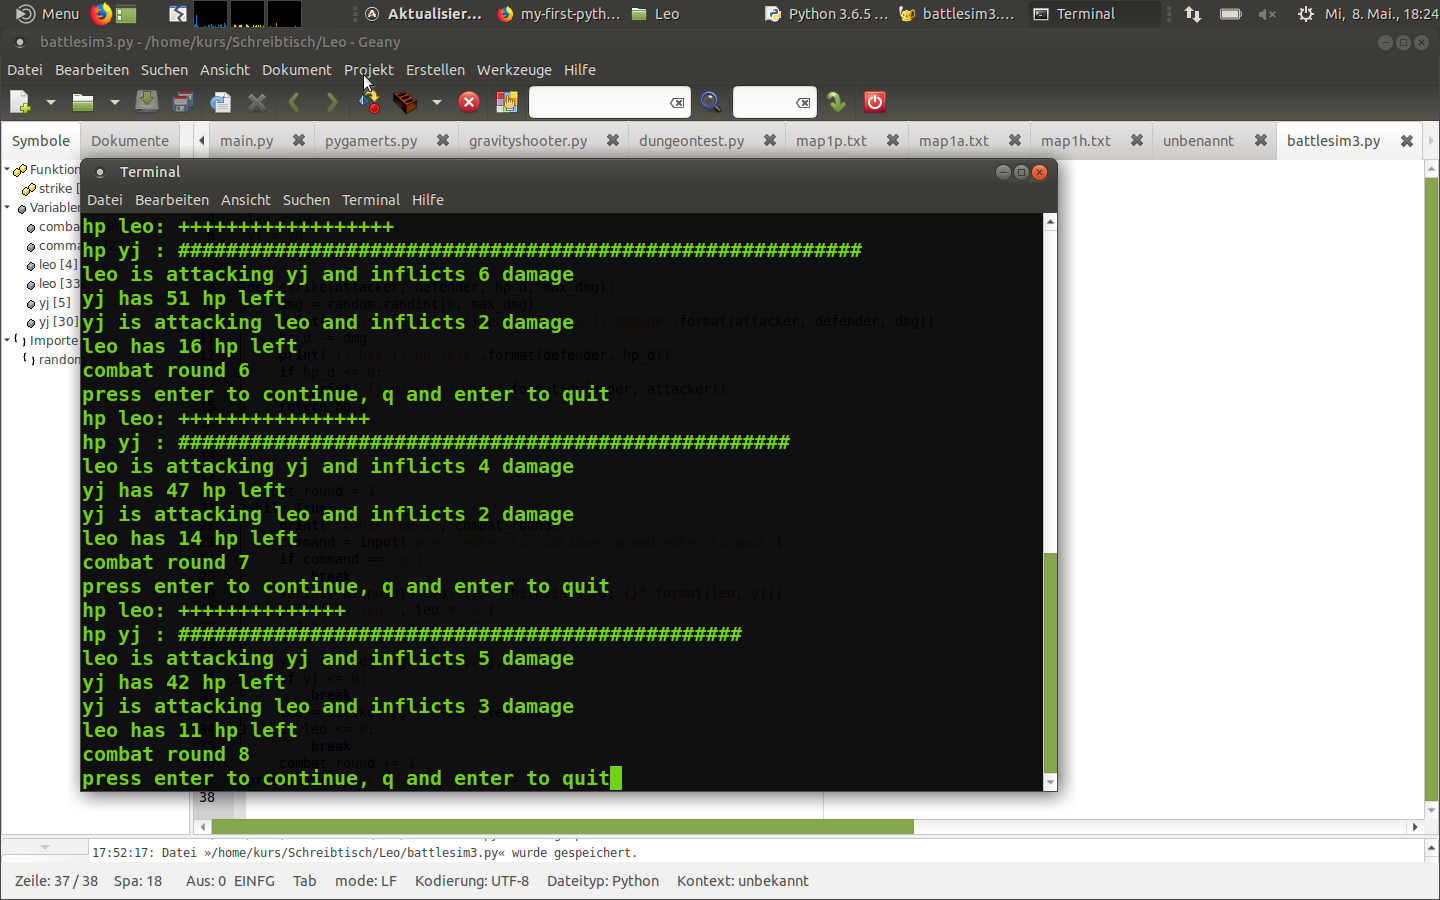 Menu
Aktualisier...
my-first-pyth...
Leo
Python 3.6.5 ...
battlesim3....
Terminal
Mi, 8. Mai., 18:24
battlesim3.py - /home/kurs/Schreibtisch/Leo - Geany
Datei Bearbeiten Suchen Ansicht Dokument Projekt Erstellen Werkzeuge Hilfe
Symbole Dokumente main.py pygamerts.py gravityshooter.py dungeontest.py map1p.txt map1a.txt map1h.txt unbenannt battlesim3.py
Funktion
strike [
Variablen
comba
comma
leo [4]
leo [33
yj [5]
yj [30]
Importe
random
Terminal
Datei Bearbeiten Ansicht Suchen Terminal Hilfe
hp leo: ++++++++++++++++++
hp yj : #########################################################
leo is attacking yj and inflicts 6 damage
yj has 51 hp left
yj is attacking leo and inflicts 2 damage
leo has 16 hp left
combat round 6
press enter to continue, q and enter to quit
hp leo: ++++++++++++++++
hp yj : ###################################################
leo is attacking yj and inflicts 4 damage
yj has 47 hp left
yj is attacking leo and inflicts 2 damage
leo has 14 hp left
combat round 7
press enter to continue, q and enter to quit
hp leo: ++++++++++++++
hp yj : ###############################################
leo is attacking yj and inflicts 5 damage
yj has 42 hp left
yj is attacking leo and inflicts 3 damage
leo has 11 hp left
combat round 8
press enter to continue, q and enter to quit
38
17:52:17: Datei »/home/kurs/Schreibtisch/Leo/battlesim3.py« wurde gespeichert.
Zeile: 37 / 38 Spa: 18 Aus: 0 EINFG Tab mode: LF Kodierung: UTF-8 Dateityp: Python Kontext: unbekannt